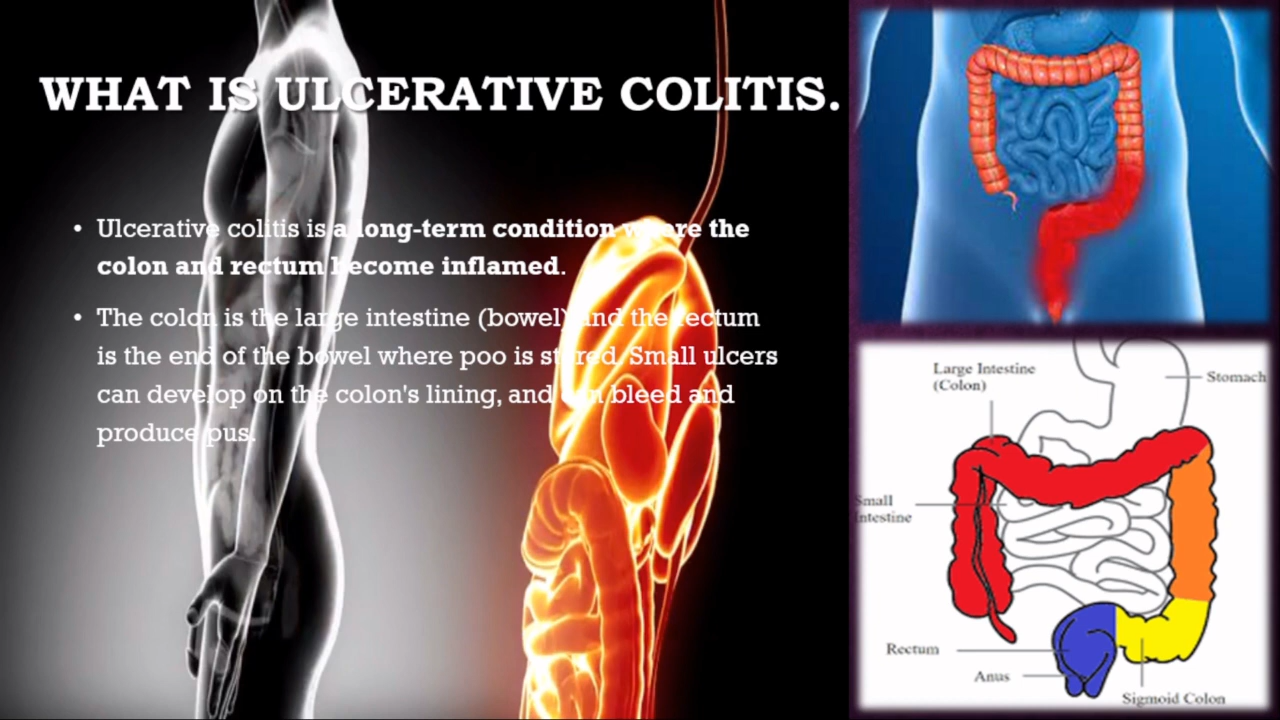 WHAT IS ULCERATIVE COLITIS.
• Ulcerative colitis is a long-term condition where the
colon and rectum become inflamed.
• The colon is the large intestine (bowel) and the rectum
is the end of the bowel where poo is stored. Small ulcers
can develop on the colon's lining, and can bleed and
produce pus.
Large Intestine
(Colon)
Stomach
Small
Intestine
Rectum
Anus
Sigmoid Colon